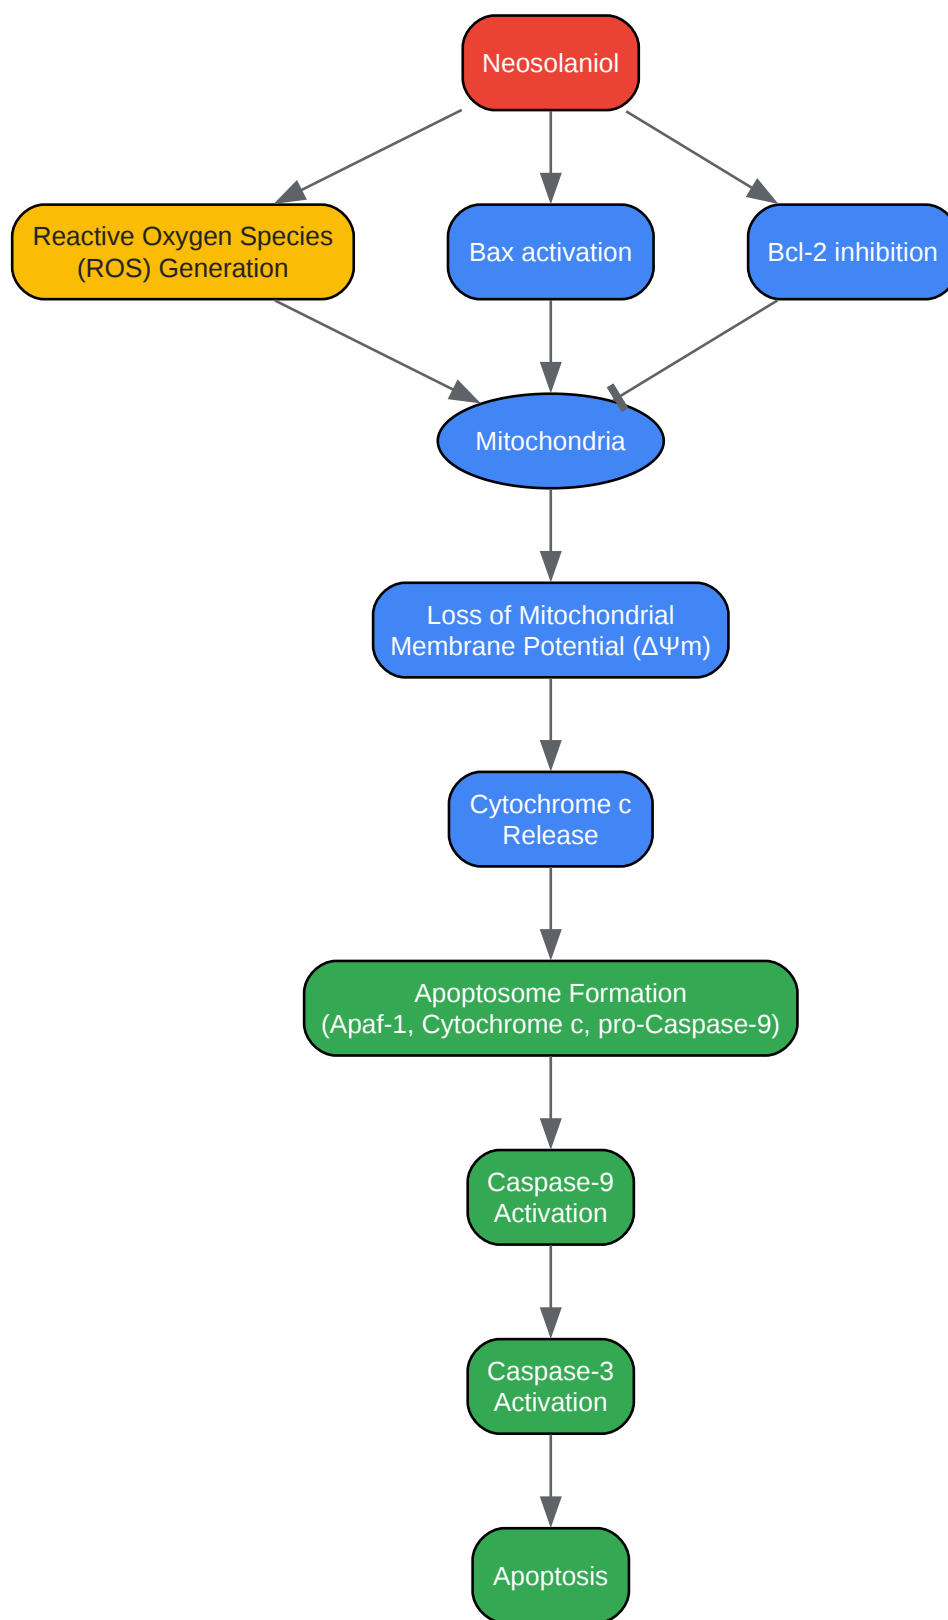 Neosolaniol
Reactive Oxygen Species
(ROS) Generation
Bax activation
Bcl-2 inhibition
Mitochondria
Loss of Mitochondrial
Membrane Potential (ΔΨm)
Cytochrome c
Release
Apoptosome Formation
(Apaf-1, Cytochrome c, pro-Caspase-9)
Caspase-9
Activation
Caspase-3
Activation
Apoptosis